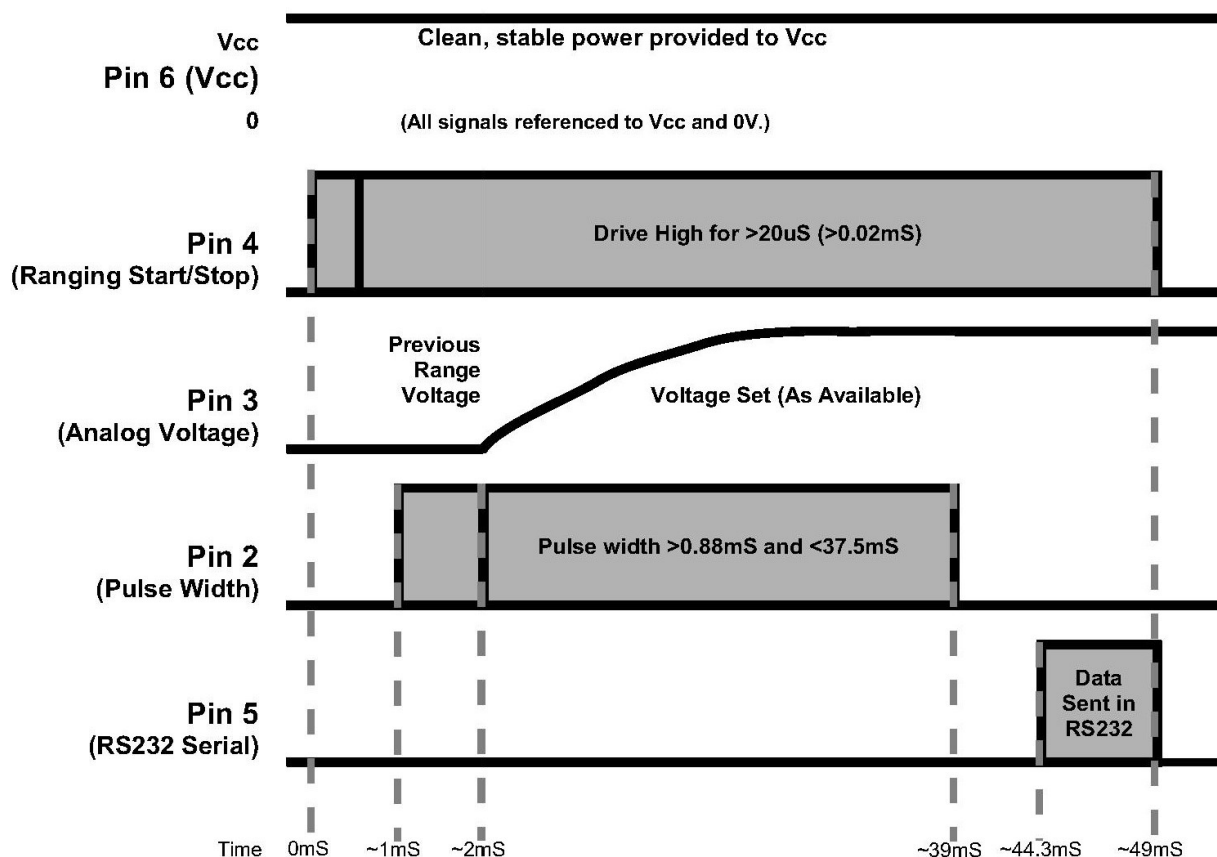 Vcc
Clean, stable power provided to Vcc
Pin 6 (Vcc)
0
(All signals referenced to Vcc and 0V.)
Drive High for >20uS (>0.02mS)
Pin 4
(Ranging Start/Stop)
Previous
Range
Voltage
Voltage Set (As Available)
Pin 3
(Analog Voltage)
Pulse width >0.88mS and <37.5mS
Pin 2
(Pulse Width)
Data
Sent in
RS232
Pin 5
(RS232 Serial)
Time 0mS ~1mS ~2mS ~39mS ~44.3mS ~49mS